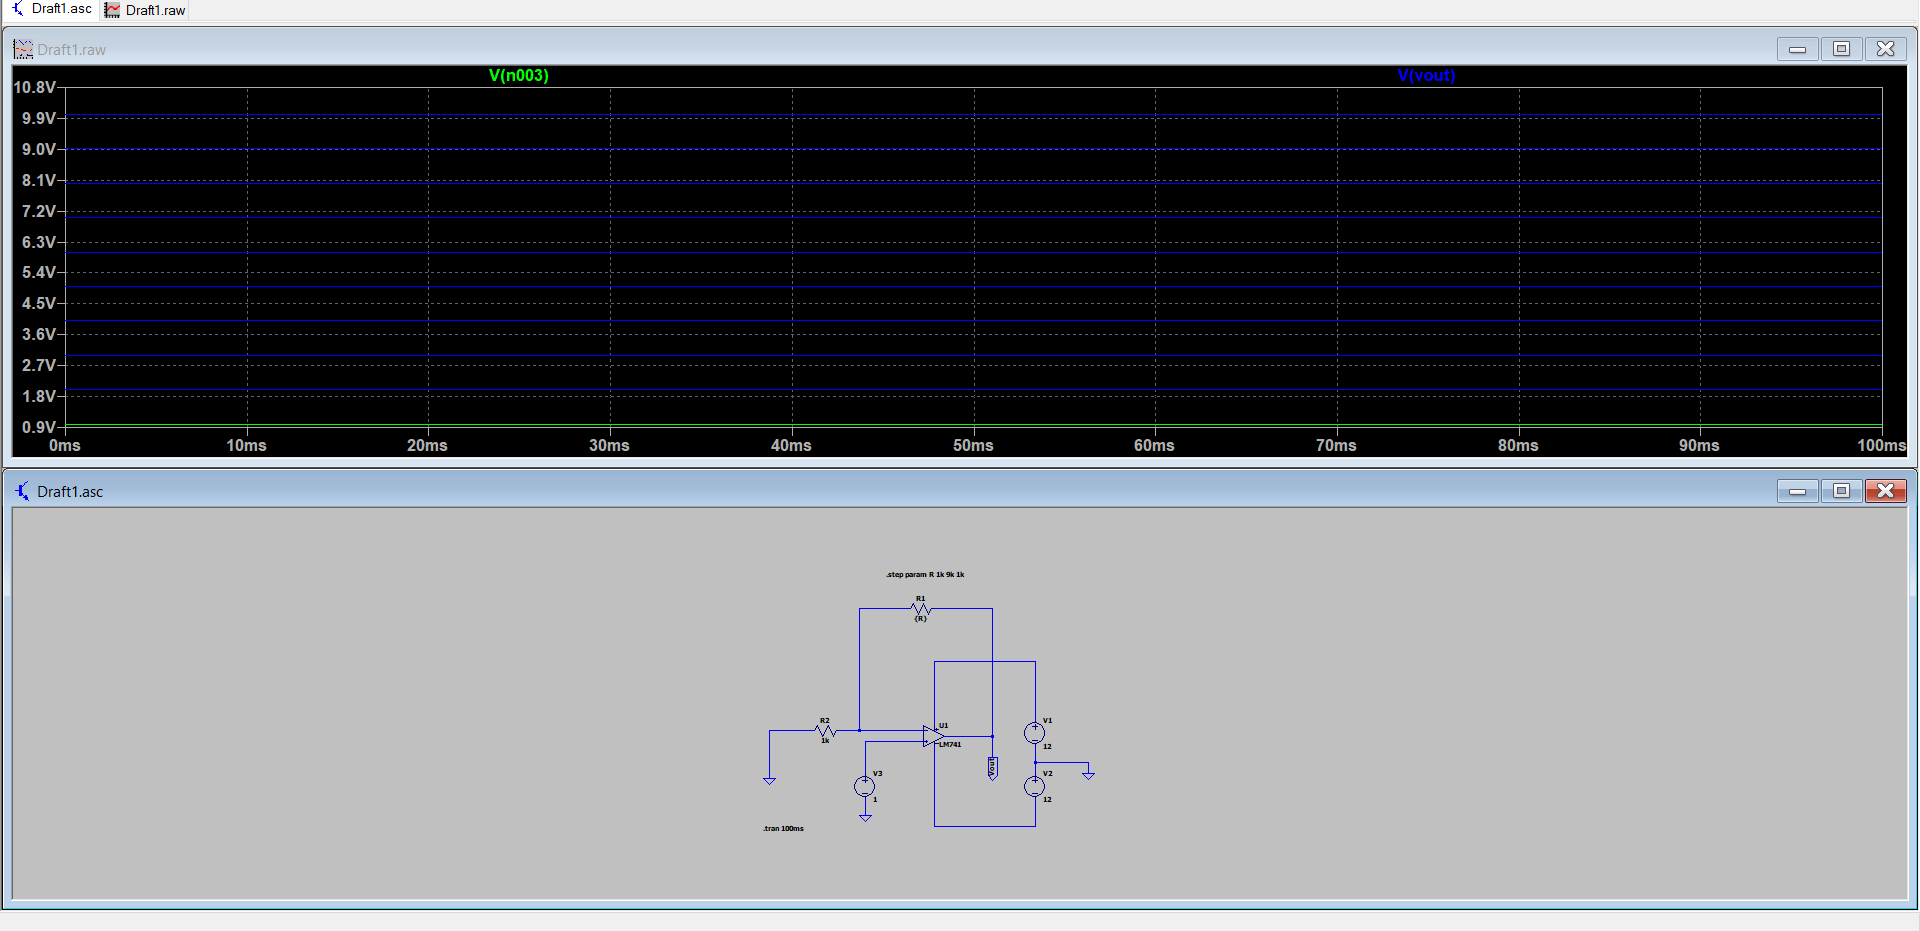 Draft1.asc Draft1.raw
Draft1.raw
V(n003) V(vout)
10.8V
9.9V
9.0V
8.1V
7.2V
6.3V
5.4V
4.5V
3.6V
2.7V
1.8V
0.9V
0ms 10ms 20ms 30ms 40ms 50ms 60ms 70ms 80ms 90ms 100ms
Draft1.asc
.step param R 1k 9k 1k
R1
{R}
R2
1k
U1
LM741
V1
12
Vout
V3
1
V2
12
.tran 100ms